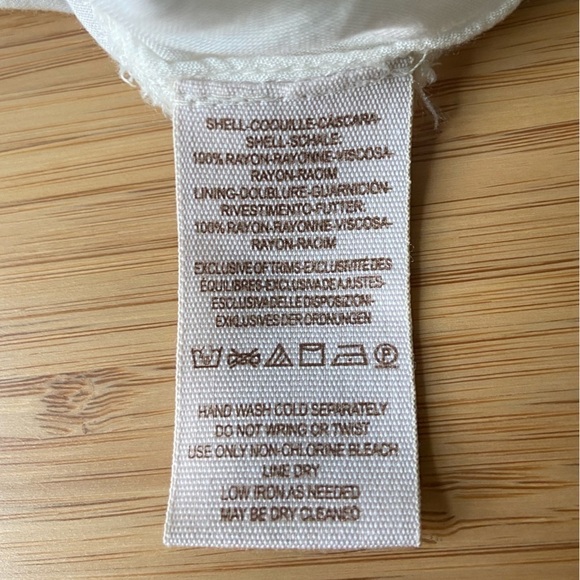 SHELL-COQUILLE-CASCARA-
SHELL-SCHALE:
100% RAYON-RAYONNE-VISCOSA-
RAYON-RAOIM
LINING-DOUBLURE-GUARNICION-
RIVESTIMENTO-FUTTER:
100% RAYON-RAYONNE-VISCOSA-
RAYON-RAOIM
EXCLUSIVE OF TRIMS-EXCLUSIVITE DES
EQUILIBRES-EXCLUSIVA DE AJUSTES-
ESCLUSIVA DELLE DISPOSIZION-
EXKLUSIVES DER ORDNUNGEN
P
HAND WASH COLD SEPARATELY
DO NOT WRING OR TWIST
USE ONLY NON-CHLORINE BLEACH
LINE DRY
LOW IRON AS NEEDED
MAY BE DRY CLEANED